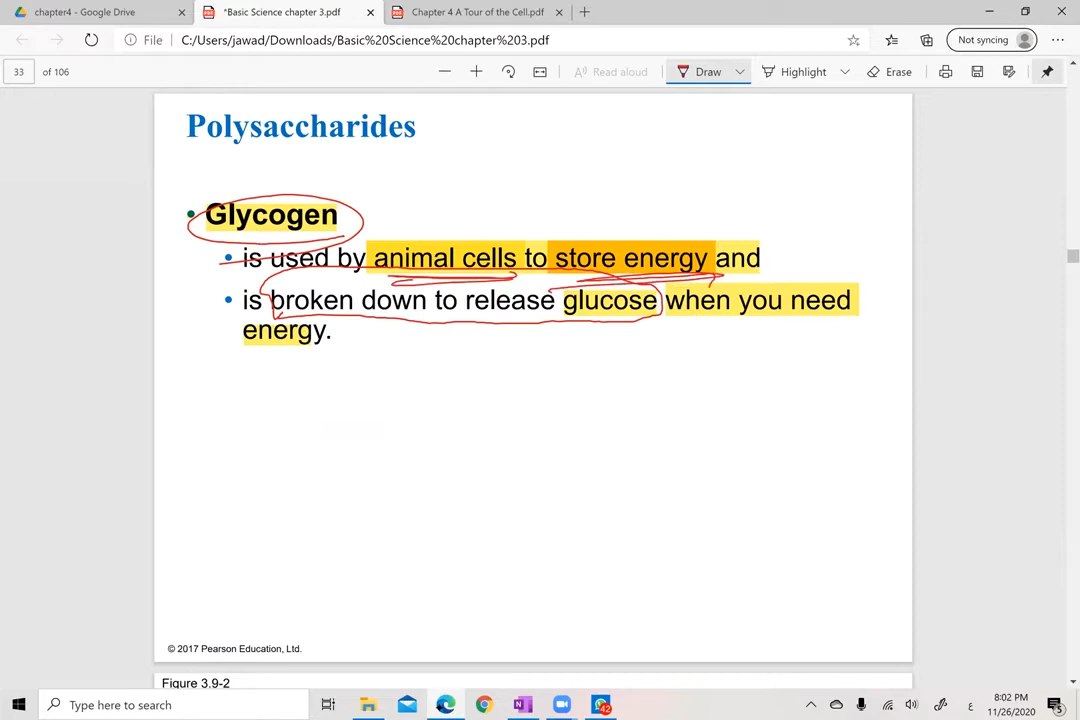 chapter4 - Google Drive
*Basic Science chapter 3.pdf
Chapter 4 A Tour of the Cell.pdf
File
C:/Users/jawad/Downloads/Basic%20Science%20chapter%203.pdf
Not syncing
33 of 106
Read aloud
Draw
Highlight
Erase
Polysaccharides
• Glycogen
• is used by animal cells to store energy and
• is broken down to release glucose when you need
energy.
© 2017 Pearson Education, Ltd.
Figure 3.9-2
Type here to search
42
ع
8:02 PM
11/26/2020
5